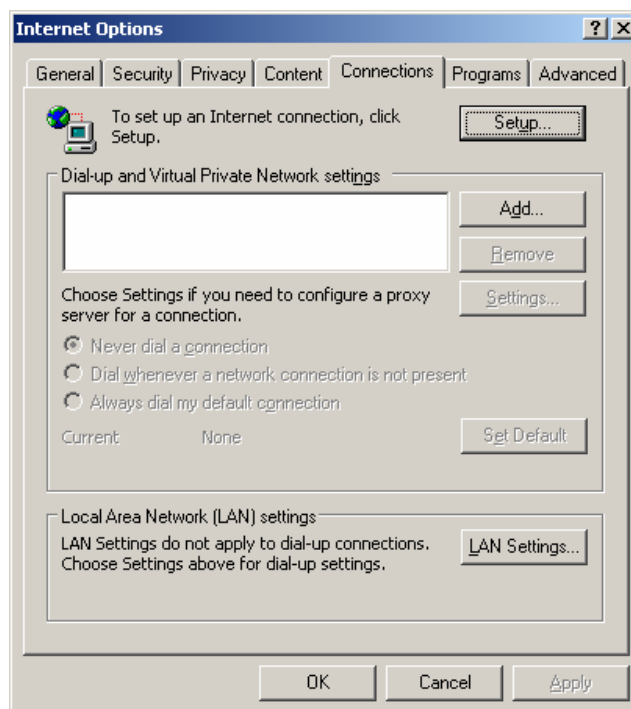 Internet Options
General Security Privacy Content Connections Programs Advanced
To set up an Internet connection, click
Setup.
Setup...
Dial-up and Virtual Private Network settings
Add...
Remove
Choose Settings if you need to configure a proxy
server for a connection.
Settings...
Never dial a connection
Dial whenever a network connection is not present
Always dial my default connection
Current None
Set Default
Local Area Network (LAN) settings
LAN Settings do not apply to dial-up connections.
Choose Settings above for dial-up settings.
LAN Settings...
OK Cancel Apply